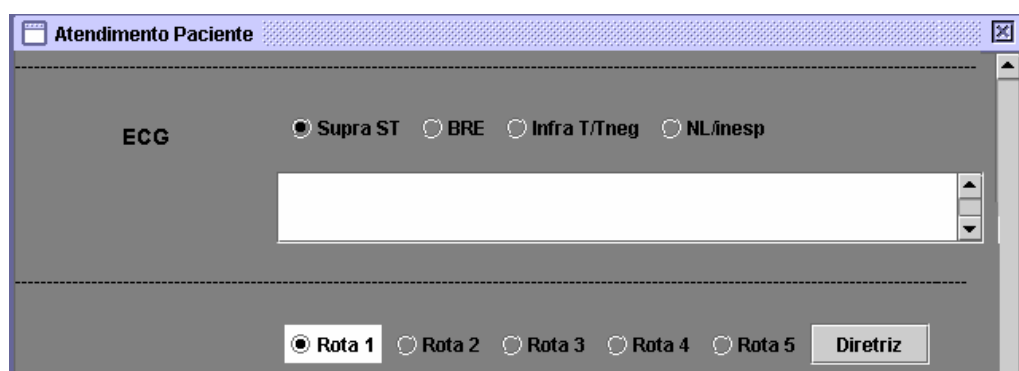 Atendimento Paciente
ECG Supra ST BRE Infra T/Tneg NL/inesp
Rota 1 Rota 2 Rota 3 Rota 4 Rota 5 Diretriz